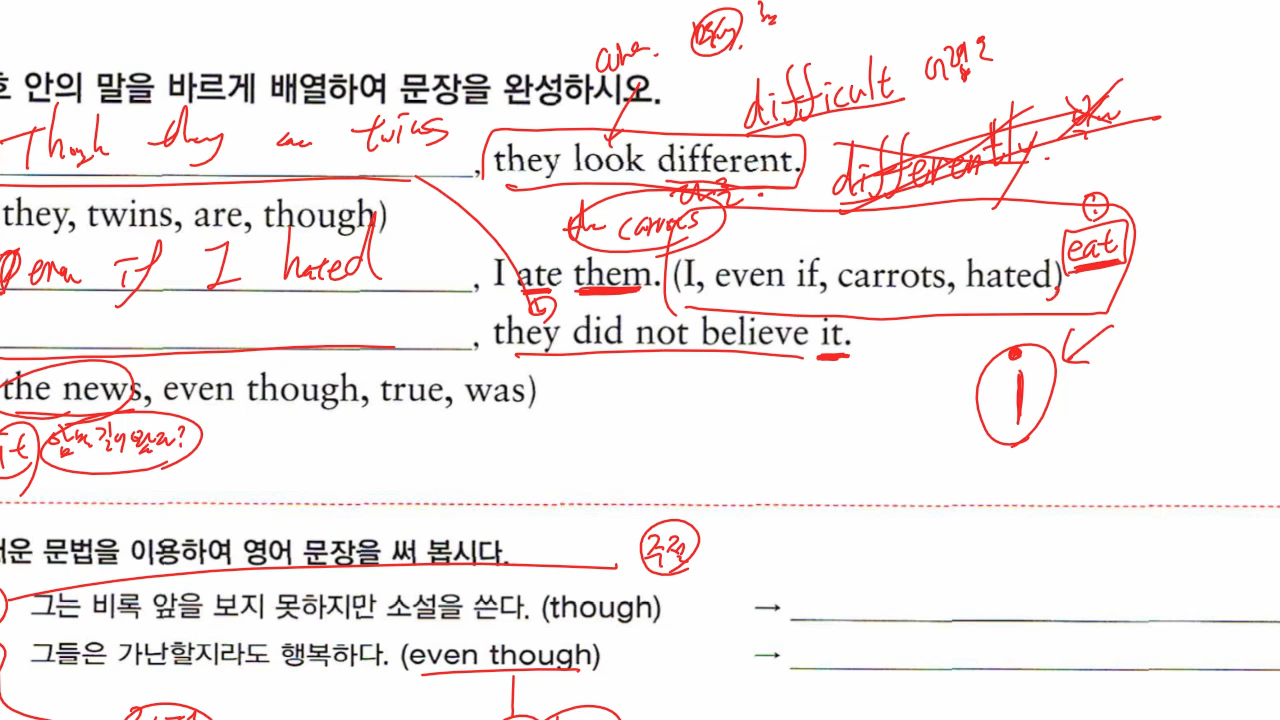 호 안의 말을 바르게 배열하여 문장을 완성하시오.
difficult
Though they are twins, they look different.
differently.
they, twins, are, though)
the carrots
even if I hated, I ate them. (I, even if, carrots, hated)
eat
, they did not believe it.
the news, even though, true, was)
it
i
운 문법을 이용하여 영어 문장을 써 봅시다.
주절
그는 비록 앞을 보지 못하지만 소설을 쓴다. (though) →
그들은 가난할지라도 행복하다. (even though) →